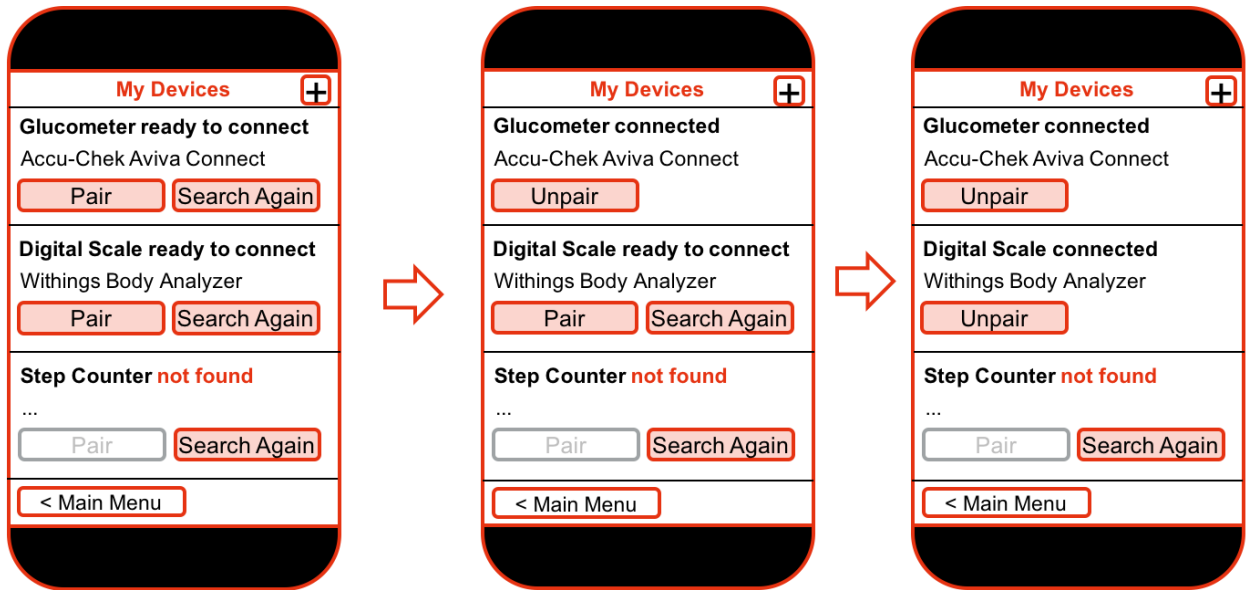 My Devices +
Glucometer ready to connect
Accu-Chek Aviva Connect
Pair Search Again
Digital Scale ready to connect
Withings Body Analyzer
Pair Search Again
Step Counter not found
...
Pair Search Again
< Main Menu
My Devices +
Glucometer connected
Accu-Chek Aviva Connect
Unpair
Digital Scale ready to connect
Withings Body Analyzer
Pair Search Again
Step Counter not found
...
Pair Search Again
< Main Menu
My Devices +
Glucometer connected
Accu-Chek Aviva Connect
Unpair
Digital Scale connected
Withings Body Analyzer
Unpair
Step Counter not found
...
Pair Search Again
< Main Menu